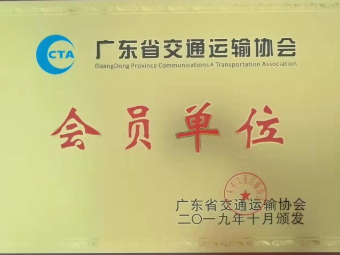 CTA
广东省交通运输协会
GuangDong Province Communications & Transportation Association
会员单位
广东省交通运输协会
二〇一九年十月颁发